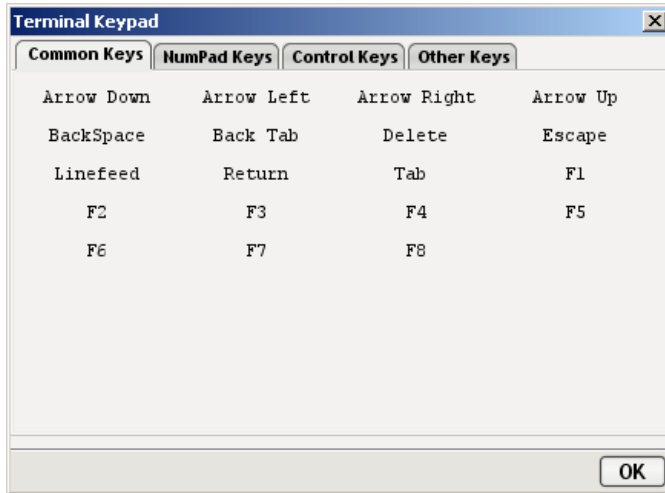 Terminal Keypad
Common Keys NumPad Keys Control Keys Other Keys
Arrow Down Arrow Left Arrow Right Arrow Up
BackSpace Back Tab Delete Escape
Linefeed Return Tab F1
F2 F3 F4 F5
F6 F7 F8
OK